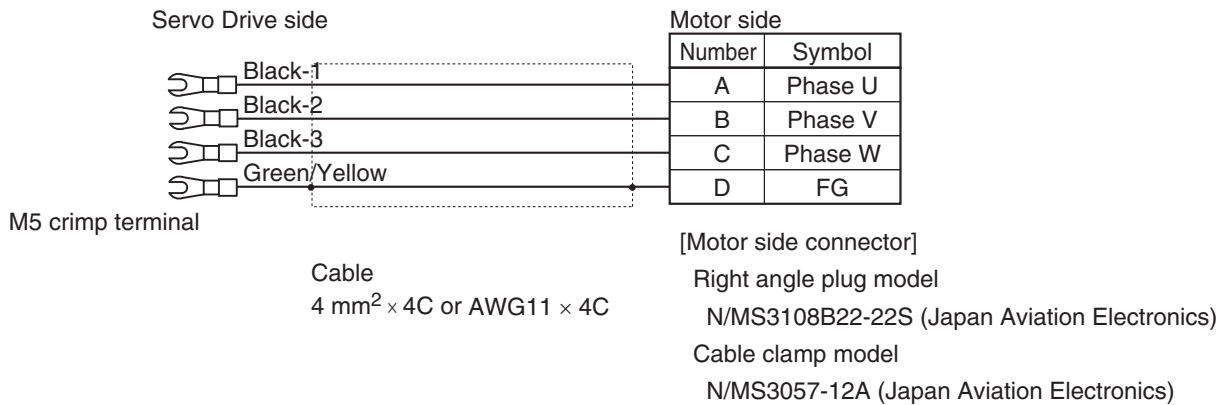 Servo Drive side
Motor side
Number Symbol
Black-1 A Phase U
Black-2 B Phase V
Black-3 C Phase W
Green/Yellow D FG
M5 crimp terminal
[Motor side connector]
Cable
Right angle plug model
4 mm² × 4C or AWG11 × 4C
N/MS3108B22-22S (Japan Aviation Electronics)
Cable clamp model
N/MS3057-12A (Japan Aviation Electronics)